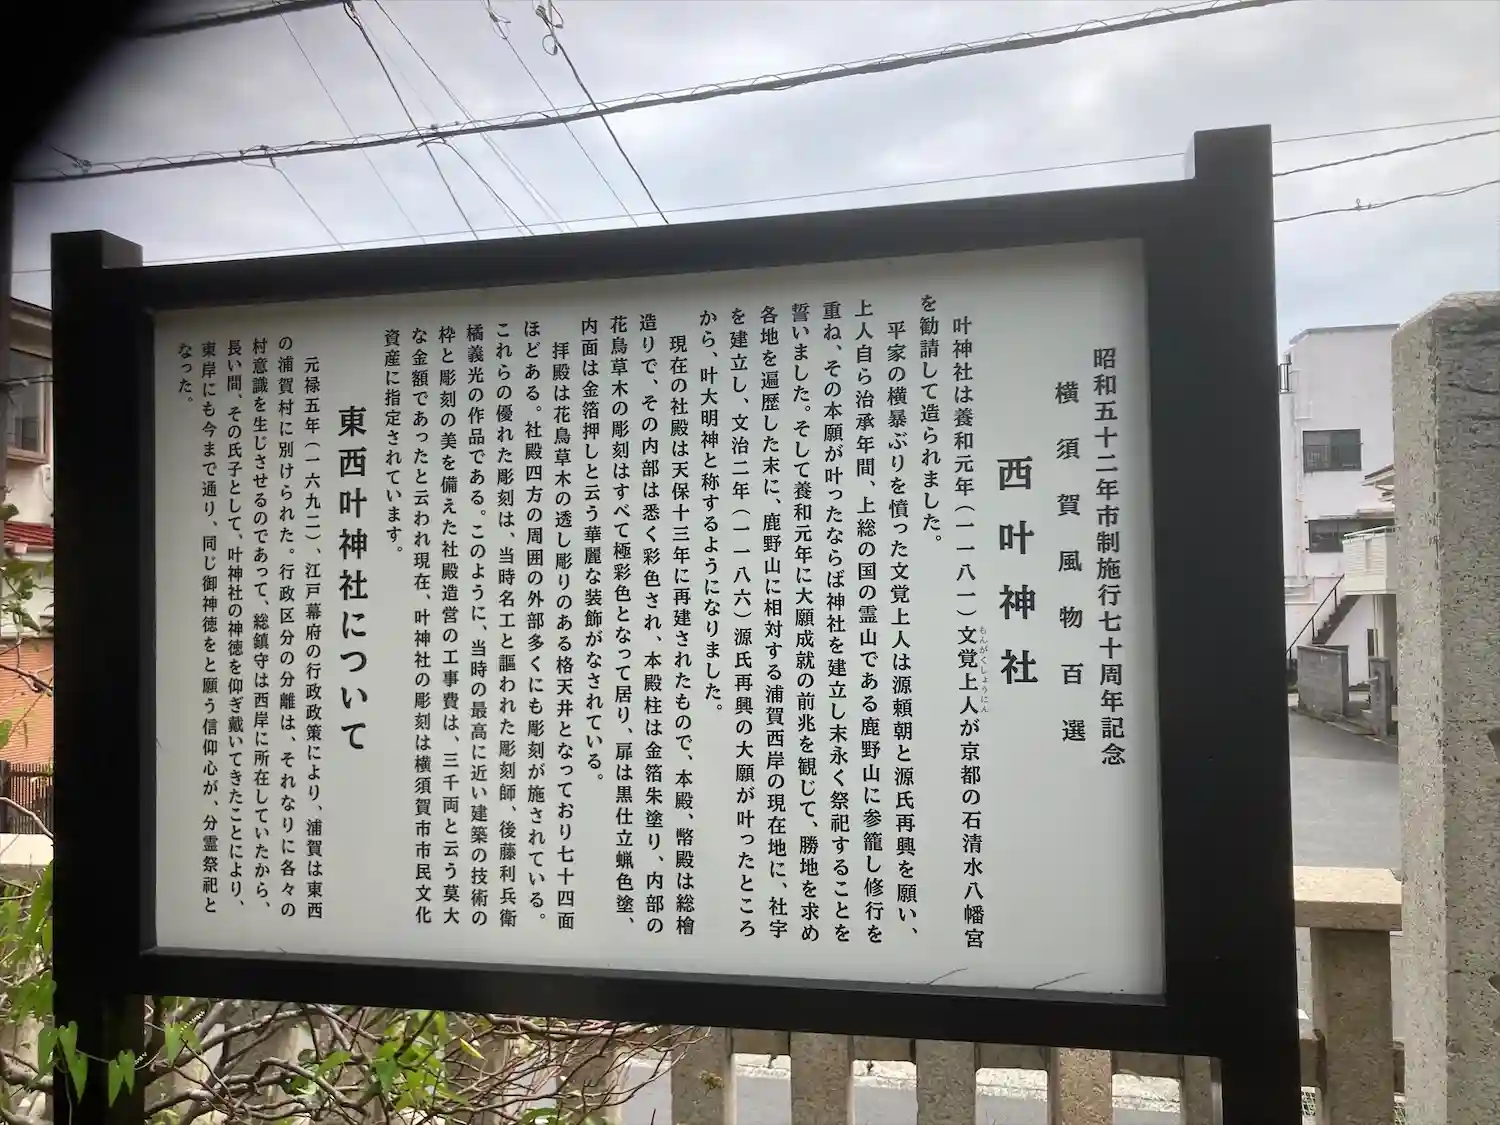 昭和五十二年市制施行七十周年記念
横須賀風物百選
西叶神社
叶神社は養和元年（一一八一）文覚上人が京都の石清水八幡宮
もんがくしょうにん
を勧請して造られました。
平家の横暴ぶりを憤った文覚上人は源頼朝と源氏再興を願い、
上人自ら治承年間、上総の国の霊山である鹿野山に参籠し修行を
重ね、その本願が叶ったならば神社を建立し末永く祭祀することを
誓いました。そして養和元年に大願成就の前兆を観じて、勝地を求め
各地を遍歴した末に、鹿野山に相対する浦賀西岸の現在地に、社宇
を建立し、文治二年（一一八六）源氏再興の大願が叶ったところ
から、叶大明神と称するようになりました。
現在の社殿は天保十三年に再建されたもので、本殿、幣殿は総檜
造りで、その内部は悉く彩色され、本殿柱は金箔朱塗り、内部の
花鳥草木の彫刻はすべて極彩色となって居り、扉は黒仕立蝋色塗、
内面は金箔押しと云う華麗な装飾がなされている。
拝殿は花鳥草木の透し彫りのある格天井となっており七十四面
ほどある。社殿四方の周囲の外部多くにも彫刻が施されている。
これらの優れた彫刻は、当時名工と謳われた彫刻師、後藤利兵衛
橘義光の作品である。このように、当時の最高に近い建築の技術の
枠と彫刻の美を備えた社殿造営の工事費は、三千両と云う莫大
な金額であったと云われ現在、叶神社の彫刻は横須賀市市民文化
資産に指定されています。
東西叶神社について
元禄五年（一六九二）、江戸幕府の行政政策により、浦賀は東西
の浦賀村に別けられた。行政区分の分離は、それなりに各々の
村意識を生じさせるのであって、総鎮守は西岸に所在していたから、
長い間、その氏子として、叶神社の神徳を仰ぎ戴いてきたことにより、
東岸にも今まで通り、同じ御神徳をと願う信仰心が、分霊祭祀と
なった。